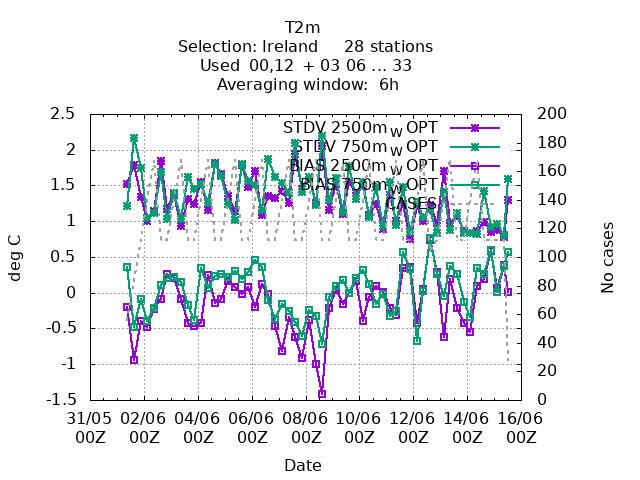 T2m
Selection: Ireland 28 stations
Used 00,12 + 03 06 ... 33
Averaging window: 6h
STDV 2500m W OPT
STDV 750m W OPT
BIAS 2500m W OPT
BIAS 750m W OPT
CASES
deg C
2.5
2
1.5
1
0.5
0
-0.5
-1
-1.5
200
180
160
140
120
100
80
60
40
20
0
No cases
31/05 02/06 04/06 06/06 08/06 10/06 12/06 14/06 16/06
00Z 00Z 00Z 00Z 00Z 00Z 00Z 00Z 00Z
Date